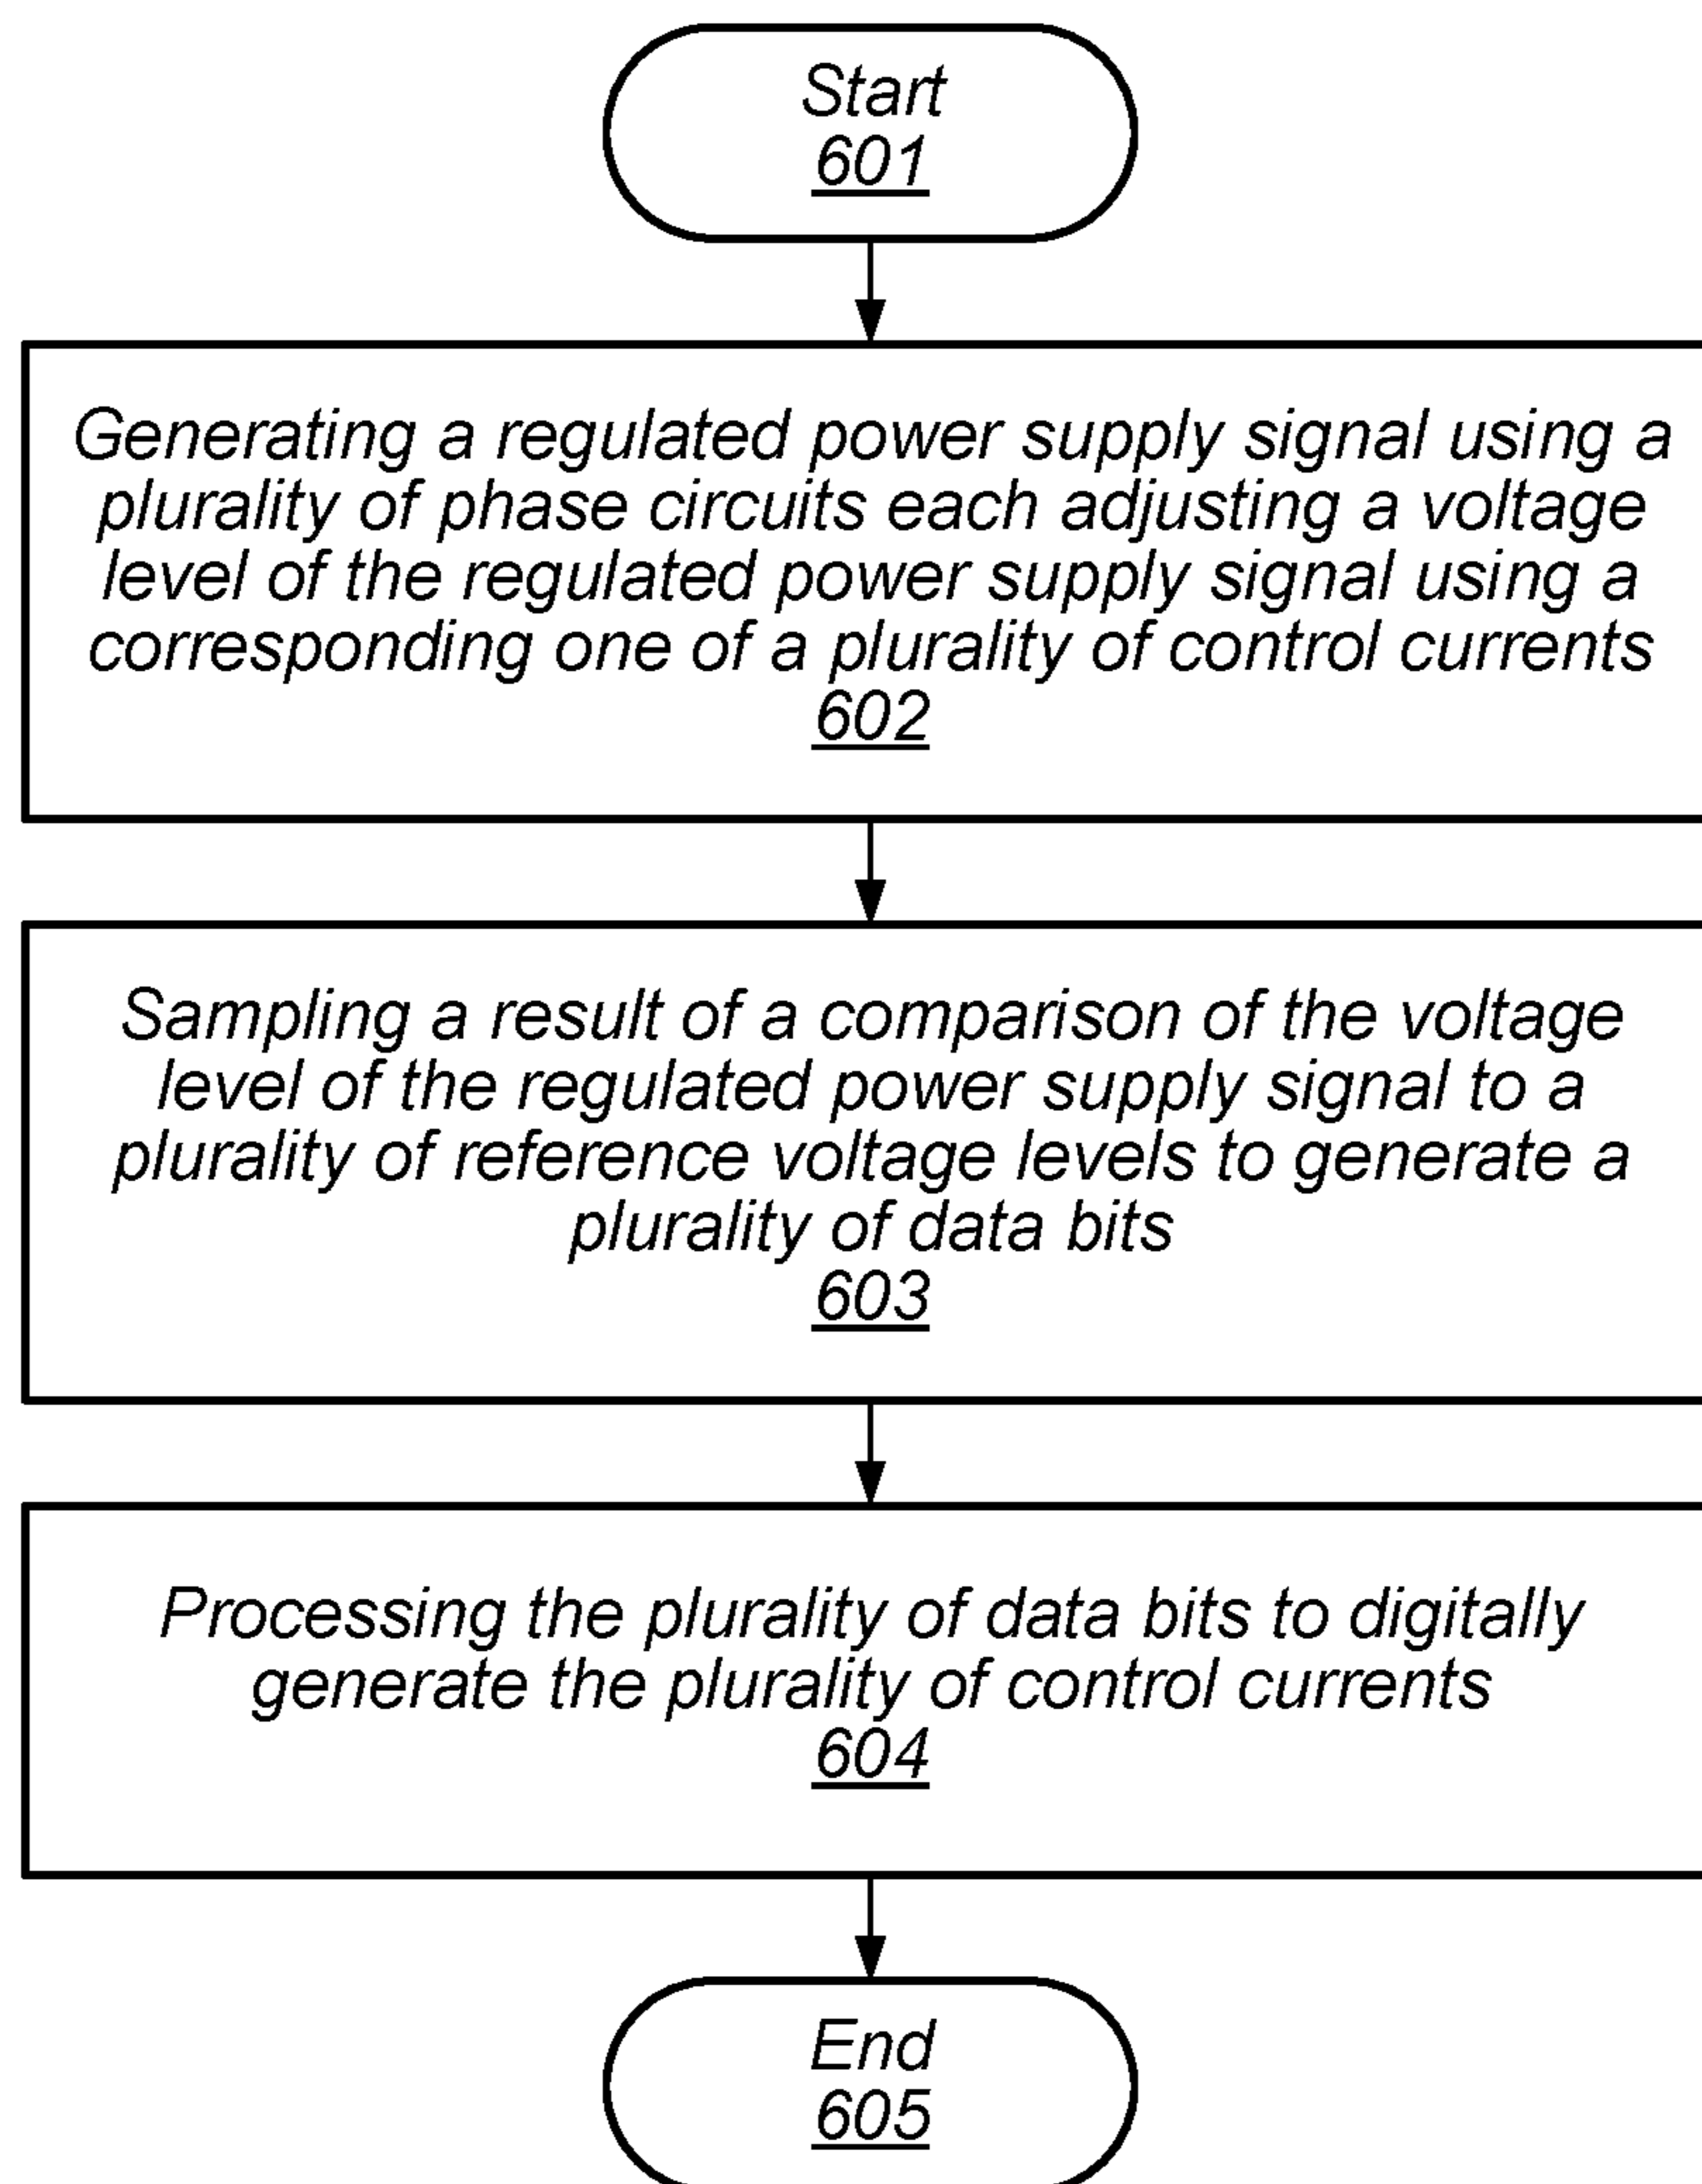 Start
601
Generating a regulated power supply signal using a
plurality of phase circuits each adjusting a voltage
level of the regulated power supply signal using a
corresponding one of a plurality of control currents
602
Sampling a result of a comparison of the voltage
level of the regulated power supply signal to a
plurality of reference voltage levels to generate a
plurality of data bits
603
Processing the plurality of data bits to digitally
generate the plurality of control currents
604
End
605